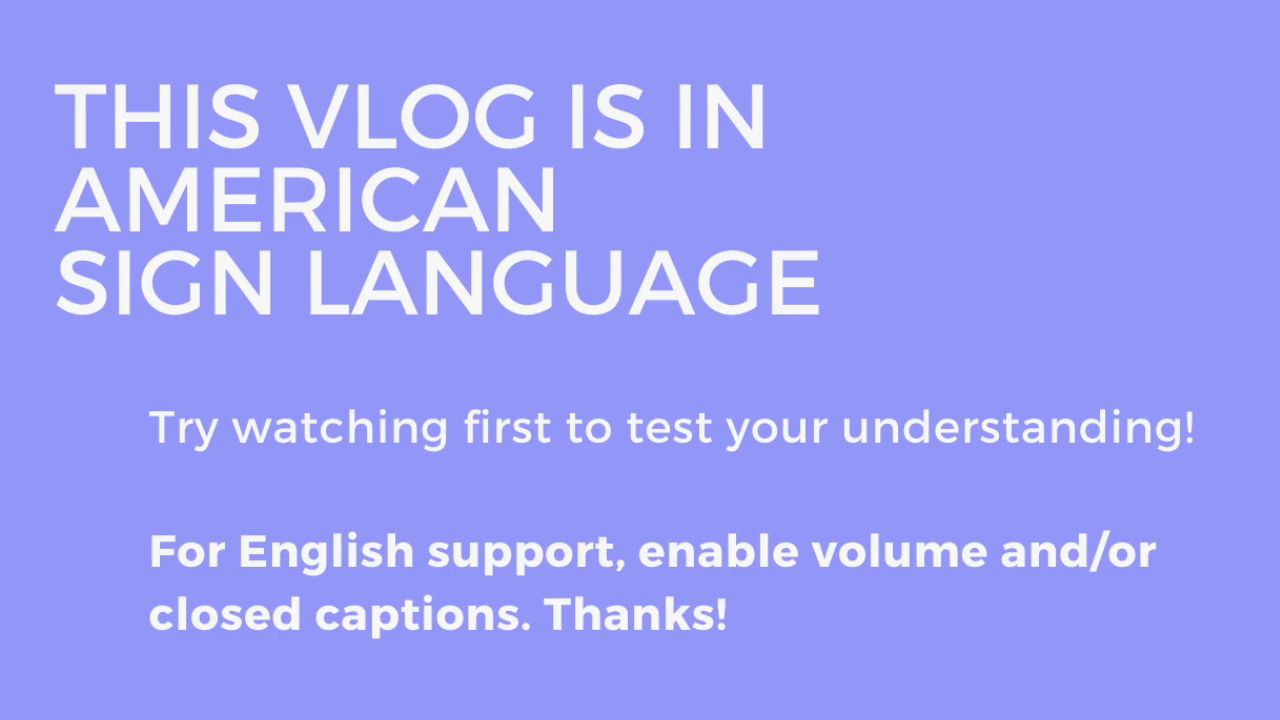 THIS VLOG IS IN
AMERICAN
SIGN LANGUAGE
Try watching first to test your understanding!
For English support, enable volume and/or
closed captions. Thanks!